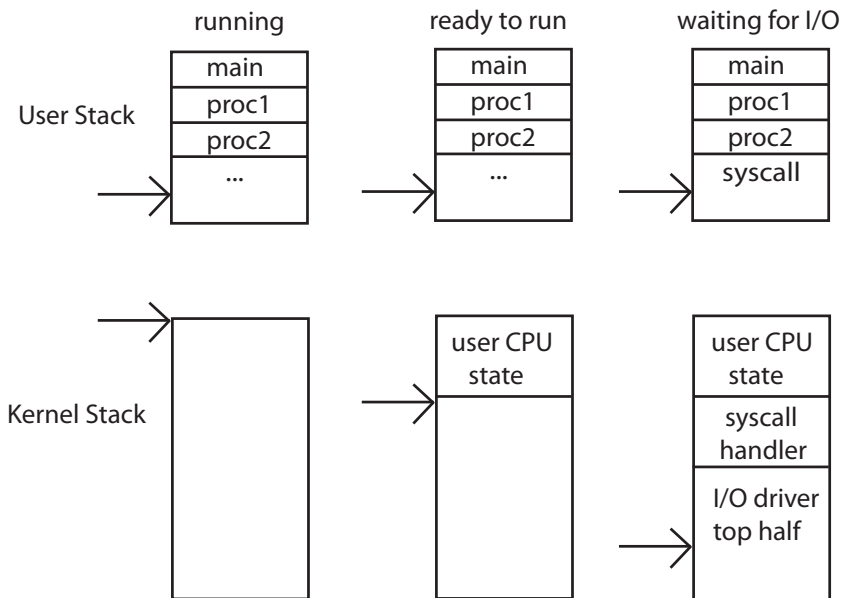 running
ready to run
waiting for I/O
User Stack
main
proc1
proc2
...
main
proc1
proc2
...
main
proc1
proc2
syscall
Kernel Stack
user CPU
state
user CPU
state
syscall
handler
I/O driver
top half